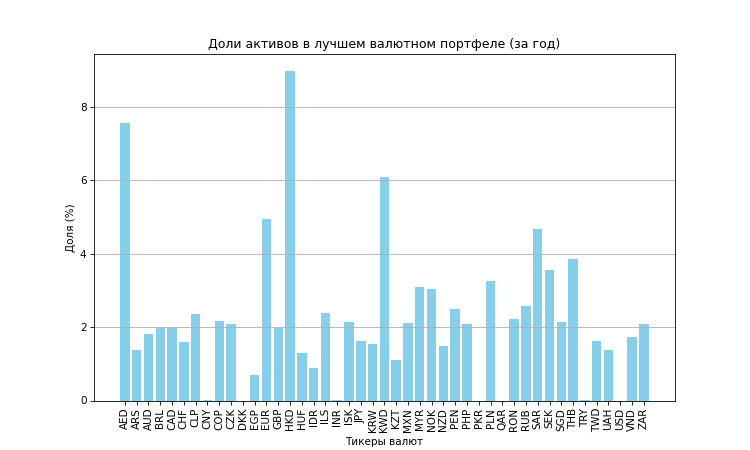 Доли активов в лучшем валютном портфеле (за год)
Доля (%)
8
6
4
2
0
AED ARS AUD BRL CAD CHF CLP CNY COP CZK DKK EGP EUR GBP HKD HUF IDR ILS INR ISK JPY KRW KWD KZT MXN MYR NOK NZD PEN PHP PKR PLN QAR RON RUB SAR SEK SGD THB TRY TWD UAH USD VND ZAR
Тикеры валют